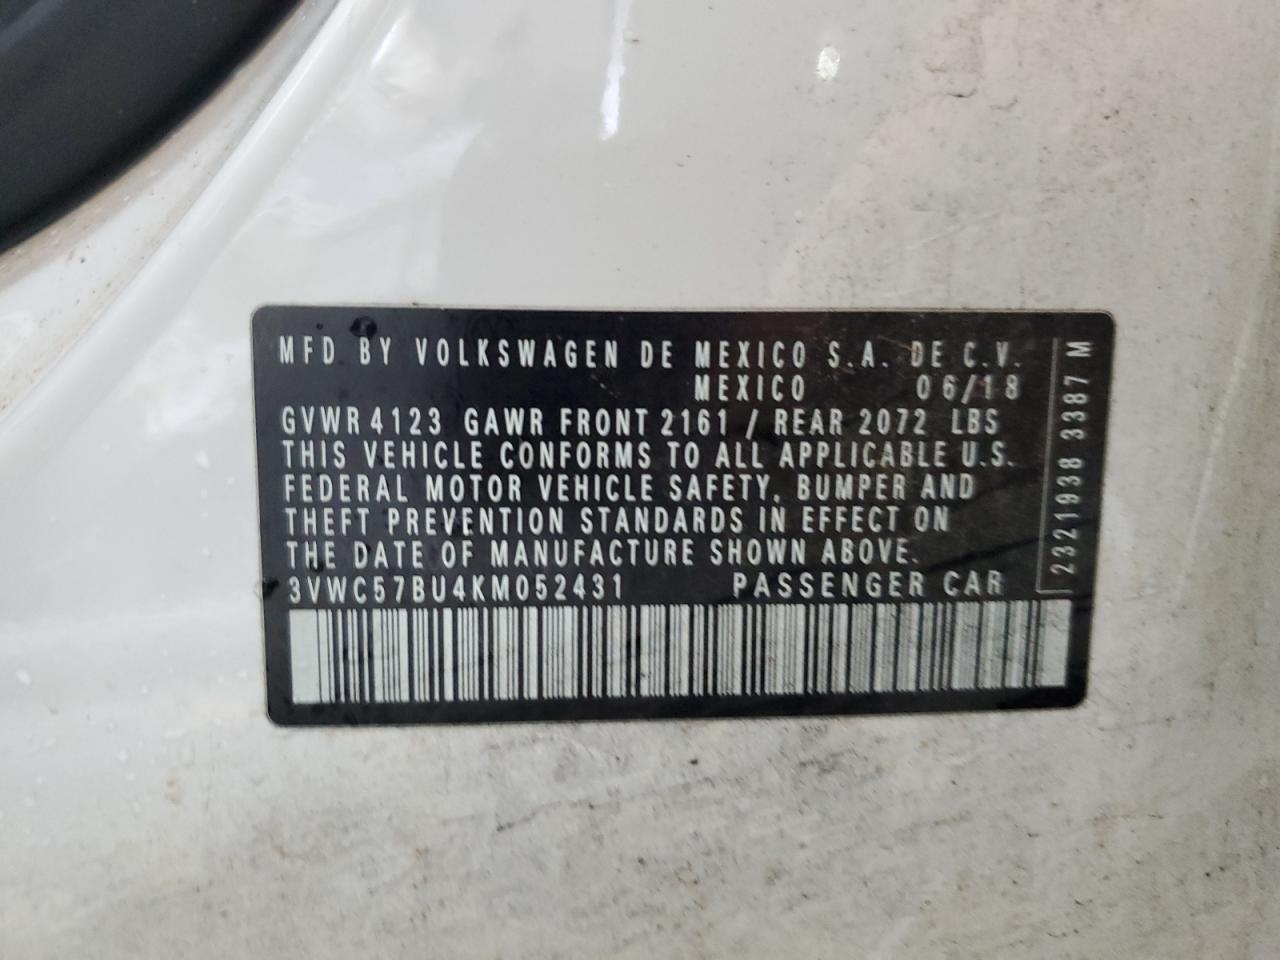 MFD BY VOLKSWAGEN DE MEXICO S.A. DE C.V.
MEXICO 06/18
GVWR 4123 GAWR FRONT 2161 / REAR 2072 LBS
THIS VEHICLE CONFORMS TO ALL APPLICABLE U.S.
FEDERAL MOTOR VEHICLE SAFETY, BUMPER AND
THEFT PREVENTION STANDARDS IN EFFECT ON
THE DATE OF MANUFACTURE SHOWN ABOVE.
3VWC57BU4KM052431 PASSENGER CAR
2321938 3387 M